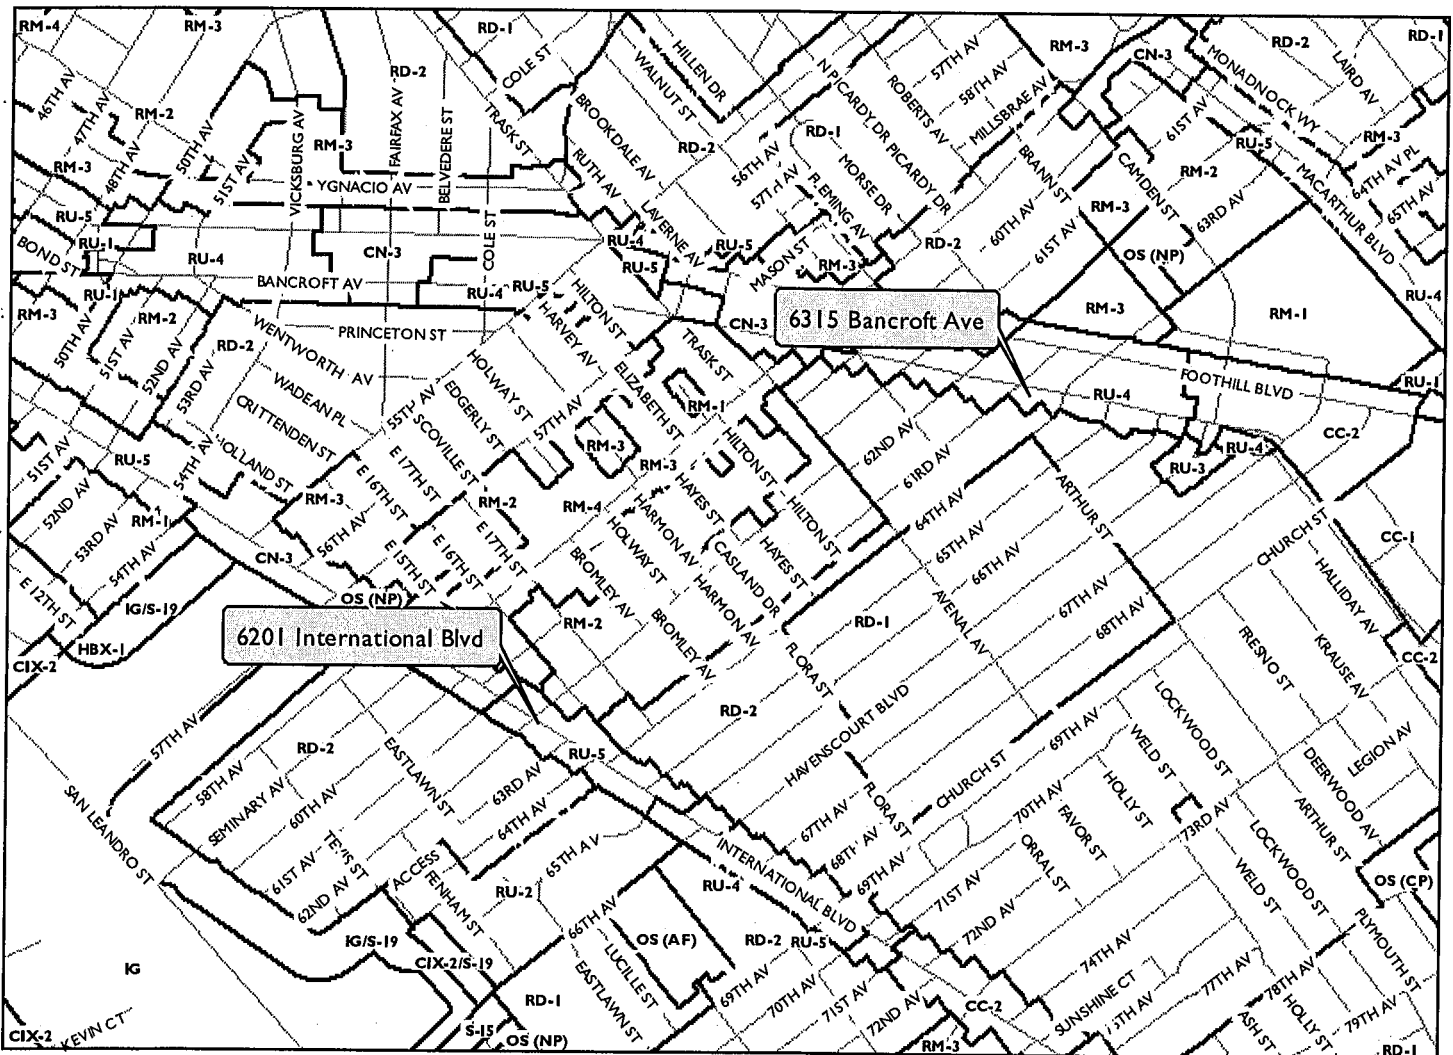 RM-4
RM-3
RD-1
COLE ST
HILLEN DR
WALNUT ST
57TH AV
RM-3
CN-3
RD-2
RD-1
MONADNOCK WY
LAIRD AV
46TH AV
47TH AV
RM-2
RD-2
FAIRFAX AV
BELVEDERE ST
TRASK ST
BROOKDALE AV
N PICARDY DR
ROBERTS AV
58TH AV
MILLSBRAE AV
61ST AV
RU-5
RM-3
50TH AV
48TH AV
RM-3
51ST AV
VICKSBURG AV
RM-3
YGNACIO AV
RUTH AV
RD-2
RD-1
56TH AV
57TH AV
FLEMING AV
MORSE DR
PICARDY DR
BRANN ST
CAMDEN ST
RM-2
MACARTHUR BLVD
64TH AV PL
65TH AV
RU-5
RU-1
BOND ST
RU-4
CN-3
COLE ST
LAVERNE AV
RU-4
RU-5
RU-5
MASON ST
RM-3
RD-2
60TH AV
61ST AV
RM-3
63RD AV
OS (NP)
RU-1
RM-3
BANCROFT AV
RU-4
RU-5
HILTON ST
CN-3
6315 Bancroft Ave
RM-3
RM-1
RU-4
50TH AV
51ST AV
RM-2
52ND AV
53RD AV
RD-2
WENTWORTH AV
PRINCETON ST
HARVEY AV
ELIZABETH ST
TRASK ST
FOOTHILL BLVD
RU-1
WADEAN PL
CRITTENDEN ST
HOLLAND ST
55TH AV
HOLWAY ST
EDGERLY ST
SCOVILLE ST
57TH AV
RM-1
RM-3
RM-3
HILTON ST
62ND AV
61RD AV
RU-4
CC-2
RU-3
RU-4
51ST AV
RU-5
54TH AV
52ND AV
53RD AV
RM-1
54TH AV
RM-3
E 17TH ST
E 16TH ST
56TH AV
RM-2
RM-4
HAYES ST
HARMON AV
HOLWAY ST
HILTON ST
HAYES ST
CASLAND DR
64TH AV
65TH AV
66TH AV
ARTHUR ST
CHURCH ST
CC-1
E 12TH ST
CN-3
E 15TH ST
E 16TH ST
E 17TH ST
BROMLEY AV
HARMON AV
67TH AV
68TH AV
AVENAL AV
HALLIDAY AV
OS (NP)
IG/S-19
HBX-1
CIX-2
6201 International Blvd
RM-2
BROMLEY AV
RD-1
FLORA ST
FRESNO ST
KRAUSE AV
CC-2
57TH AV
RD-2
RD-2
HAVENSCOURT BLVD
69TH AV
LOCKWOOD ST
WELD ST
LEGION AV
DEERWOOD AV
SAN LEANDRO ST
58TH AV
SEMINARY AV
60TH AV
EASTLAWN ST
63RD AV
64TH AV
RU-5
FLORA ST
CHURCH ST
70TH AV
HOLLY ST
FAVOR ST
73RD AV
ARTHUR ST
61ST AV
62ND AV
TEVIS ST
ACCESS
FENHAM ST
65TH AV
RU-2
INTERNATIONAL BLVD
RU-4
67TH AV
68TH AV
69TH AV
71ST AV
ORRAL ST
LOCKWOOD ST
WELD ST
OS (CP)
IG/S-19
CIX-2/S-19
66TH AV
OS (AF)
LUCILLE ST
RD-2
RU-5
72ND AV
74TH AV
PLYMOUTH ST
IG
RD-1
EASTLAWN ST
69TH AV
70TH AV
71ST AV
72ND AV
CC-2
SUNSHINE CT
77TH AV
78TH AV
79TH AV
CIX-2
KEVIN CT
S-15
OS (NP)
RM-3
ASH ST
HOLLY ST
RD-1